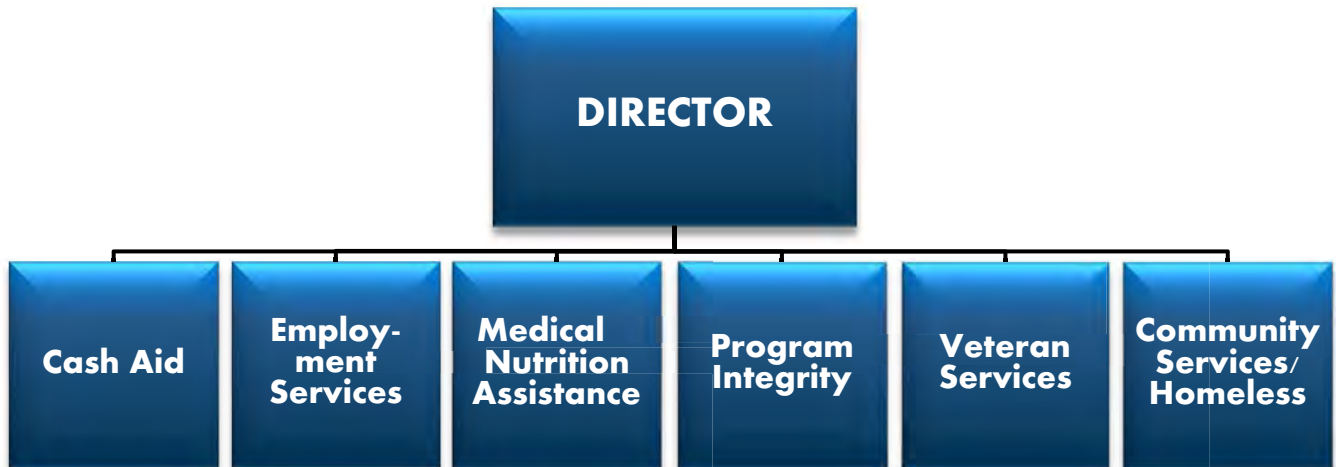 DIRECTOR
Cash Aid
Employ-
ment
Services
Medical
Nutrition
Assistance
Program
Integrity
Veteran
Services
Community
Services/
Homeless